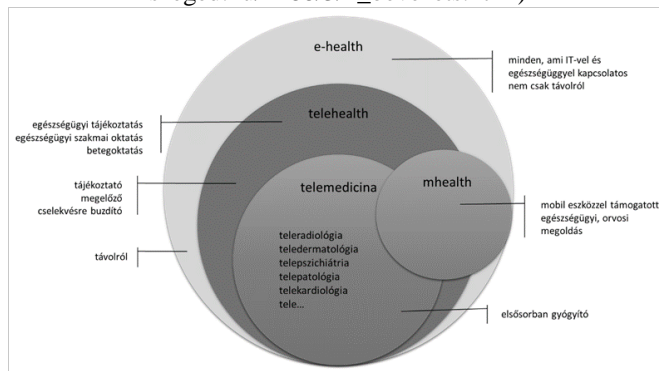 e-health
minden, ami IT-vel és
egészségüggyel kapcsolatos
nem csak távolról
telehealth
egészségügyi tájékoztatás
egészségügyi szakmai oktatás
betegoktatás
telemedicina
mhealth
tájékoztató
megelőző
cselekvésre buzdító
mobil eszközzel támogatott
egészségügyi, orvosi
megoldás
távolról
teleradiológia
teledermatológia
telepszichiátria
telepatológia
telekardiológia
tele...
elsősorban gyógyító